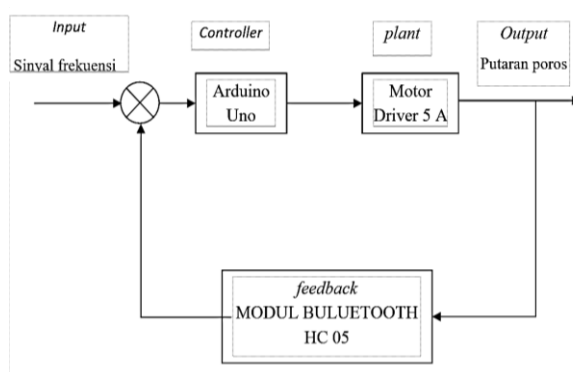 Input
Sinyal frekuensi
Controller
plant
Output
Putaran poros
Arduino
Uno
Motor
Driver 5 A
feedback
MODUL BULUETOOTH
HC 05